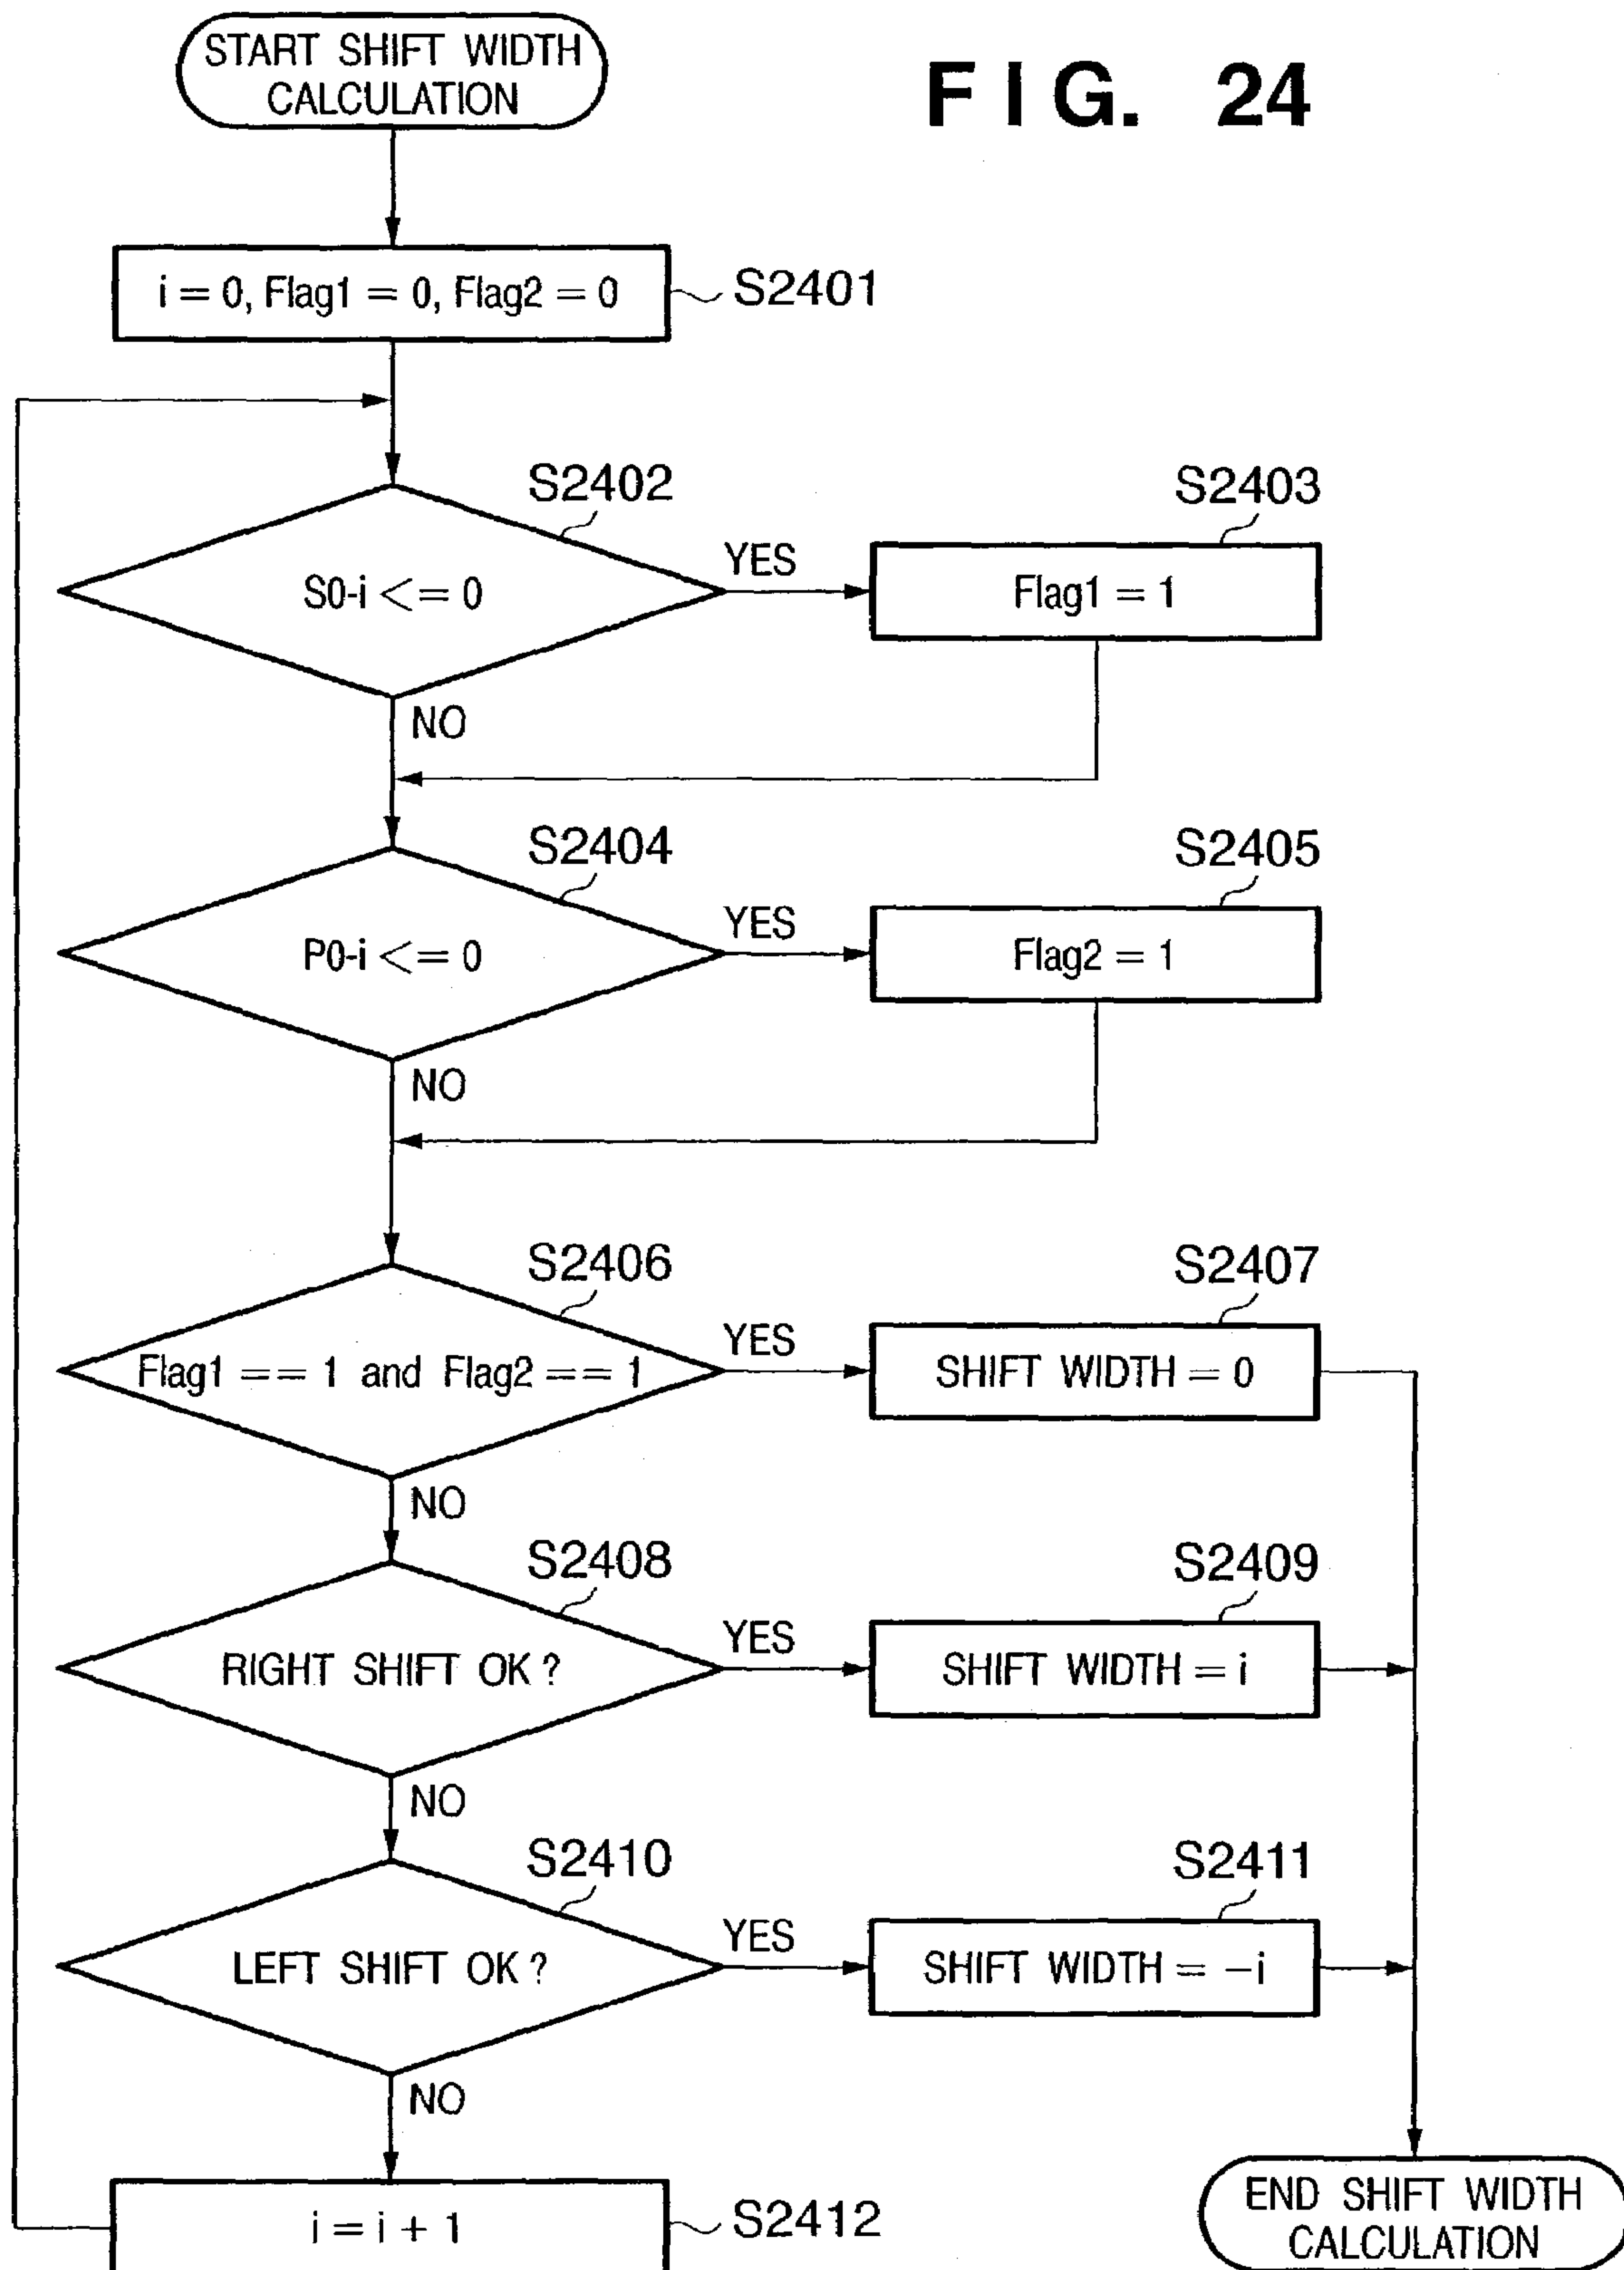 START SHIFT WIDTH
CALCULATION
FIG. 24
i = 0, Flag1 = 0, Flag2 = 0
S2401
S2402
S0-i <= 0
YES
S2403
Flag1 = 1
NO
S2404
P0-i <= 0
YES
S2405
Flag2 = 1
NO
S2406
Flag1 == 1 and Flag2 == 1
YES
S2407
SHIFT WIDTH = 0
NO
S2408
RIGHT SHIFT OK ?
YES
S2409
SHIFT WIDTH = i
NO
S2410
LEFT SHIFT OK ?
YES
S2411
SHIFT WIDTH = -i
NO
i = i + 1
S2412
END SHIFT WIDTH
CALCULATION